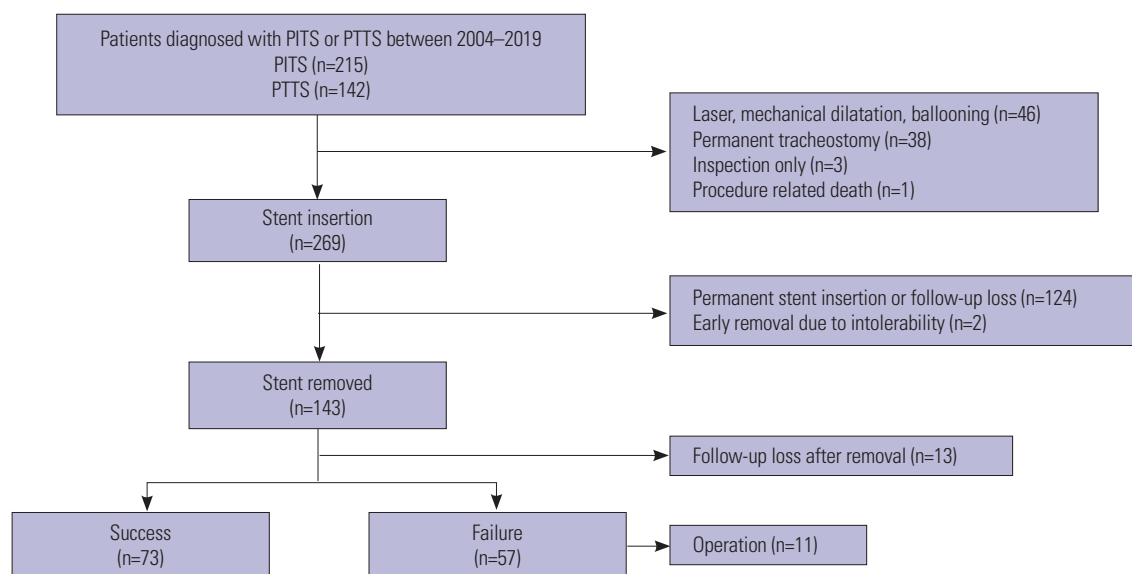 Patients diagnosed with PITS or PTTS between 2004–2019
PITS (n=215)
PTTS (n=142)
Laser, mechanical dilatation, ballooning (n=46)
Permanent tracheostomy (n=38)
Inspection only (n=3)
Procedure related death (n=1)
Stent insertion
(n=269)
Permanent stent insertion or follow-up loss (n=124)
Early removal due to intolerability (n=2)
Stent removed
(n=143)
Follow-up loss after removal (n=13)
Success
(n=73)
Failure
(n=57)
Operation (n=11)